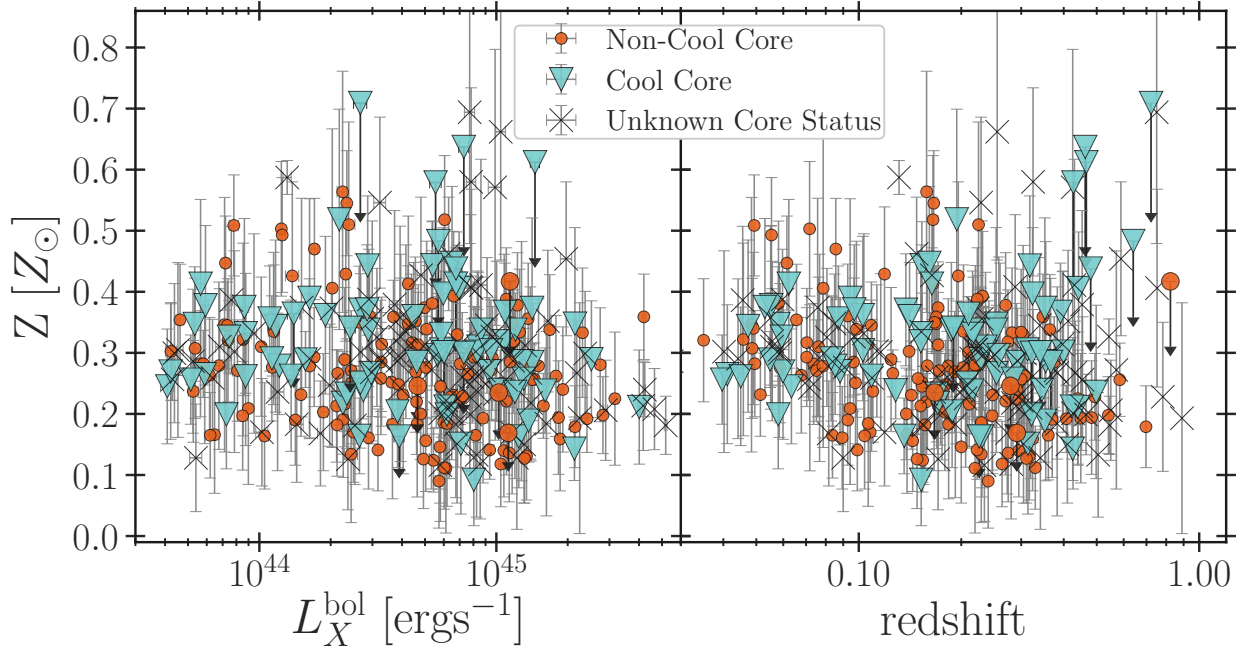 0.8
0.7
0.6
0.5
0.4
0.3
0.2
0.1
0.0
Z [Z⊙]
Non-Cool Core
Cool Core
Unknown Core Status
10⁴⁴
10⁴⁵
0.10
1.00
L_X^bol [ergs⁻¹]
redshift